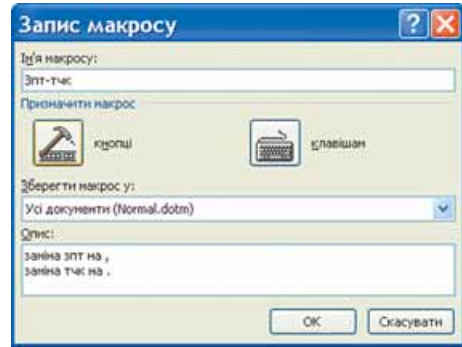 Запис макросу
Ім'я макросу:
Зпт-тчк
Призначити макрос
кнопці
клавішам
Зберегти макрос у:
Усі документи (Normal.dotm)
Опис:
заміна зпт на ,
заміна тчк на .
ОК
Скасувати